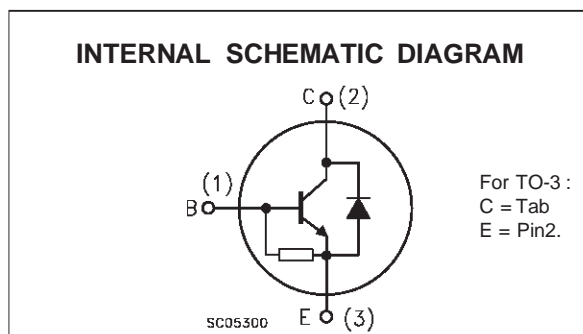 INTERNAL SCHEMATIC DIAGRAM
C (2)
(1)
B
For TO-3 :
C = Tab
E = Pin2.
SC05300
E (3)